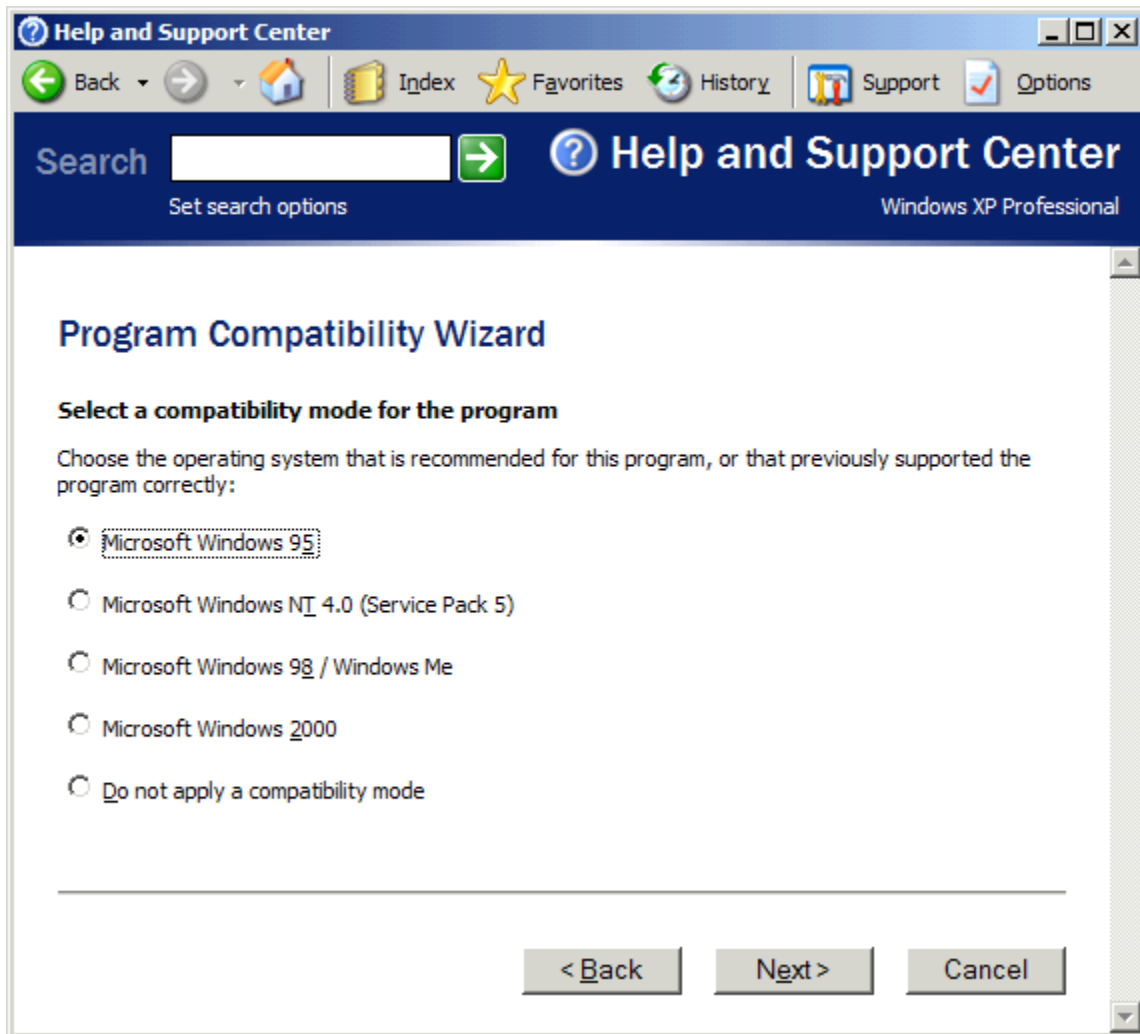 Help and Support Center
Back Index Favorites History Support Options
Search Help and Support Center
Set search options Windows XP Professional
Program Compatibility Wizard
Select a compatibility mode for the program
Choose the operating system that is recommended for this program, or that previously supported the
program correctly:
Microsoft Windows 95
Microsoft Windows NT 4.0 (Service Pack 5)
Microsoft Windows 98 / Windows Me
Microsoft Windows 2000
Do not apply a compatibility mode
< Back Next > Cancel